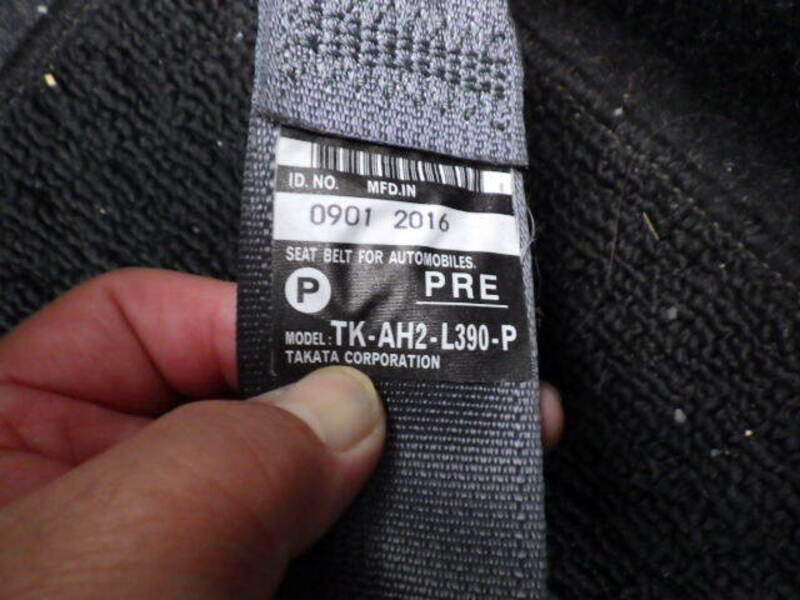 ID. NO. MFD.IN
0901 2016
SEAT BELT FOR AUTOMOBILES.
P PRE
MODEL: TK-AH2-L390-P
TAKATA CORPORATION